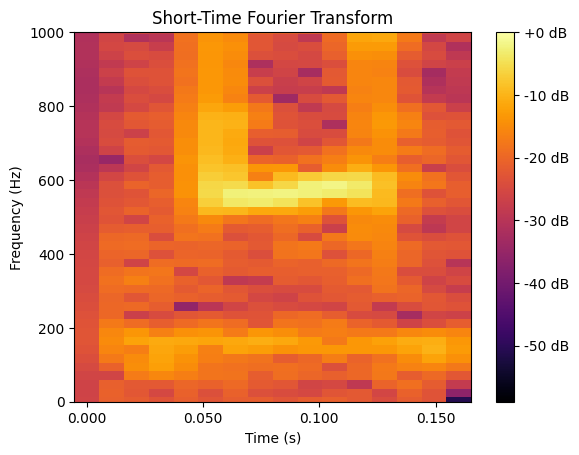 Short-Time Fourier Transform
1000
800
600
400
200
0
Frequency (Hz)
0.000
0.050
0.100
0.150
Time (s)
+0 dB
-10 dB
-20 dB
-30 dB
-40 dB
-50 dB